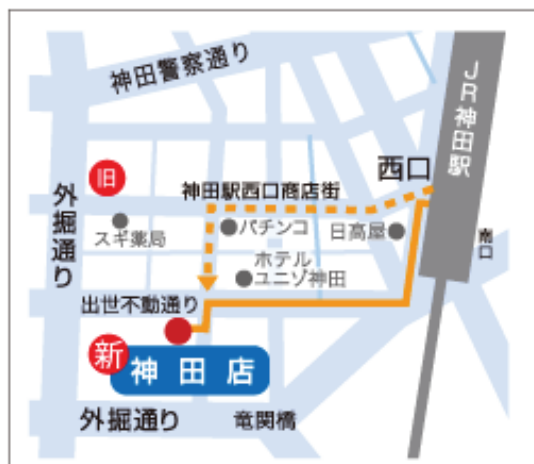 神田警察通り
JR神田駅
西口
旧
神田駅西口商店街
外堀通り
スギ薬局
パチンコ
日高屋
南口
ホテル
ユニゾ神田
出世不動通り
新
神田店
外堀通り
竜関橋